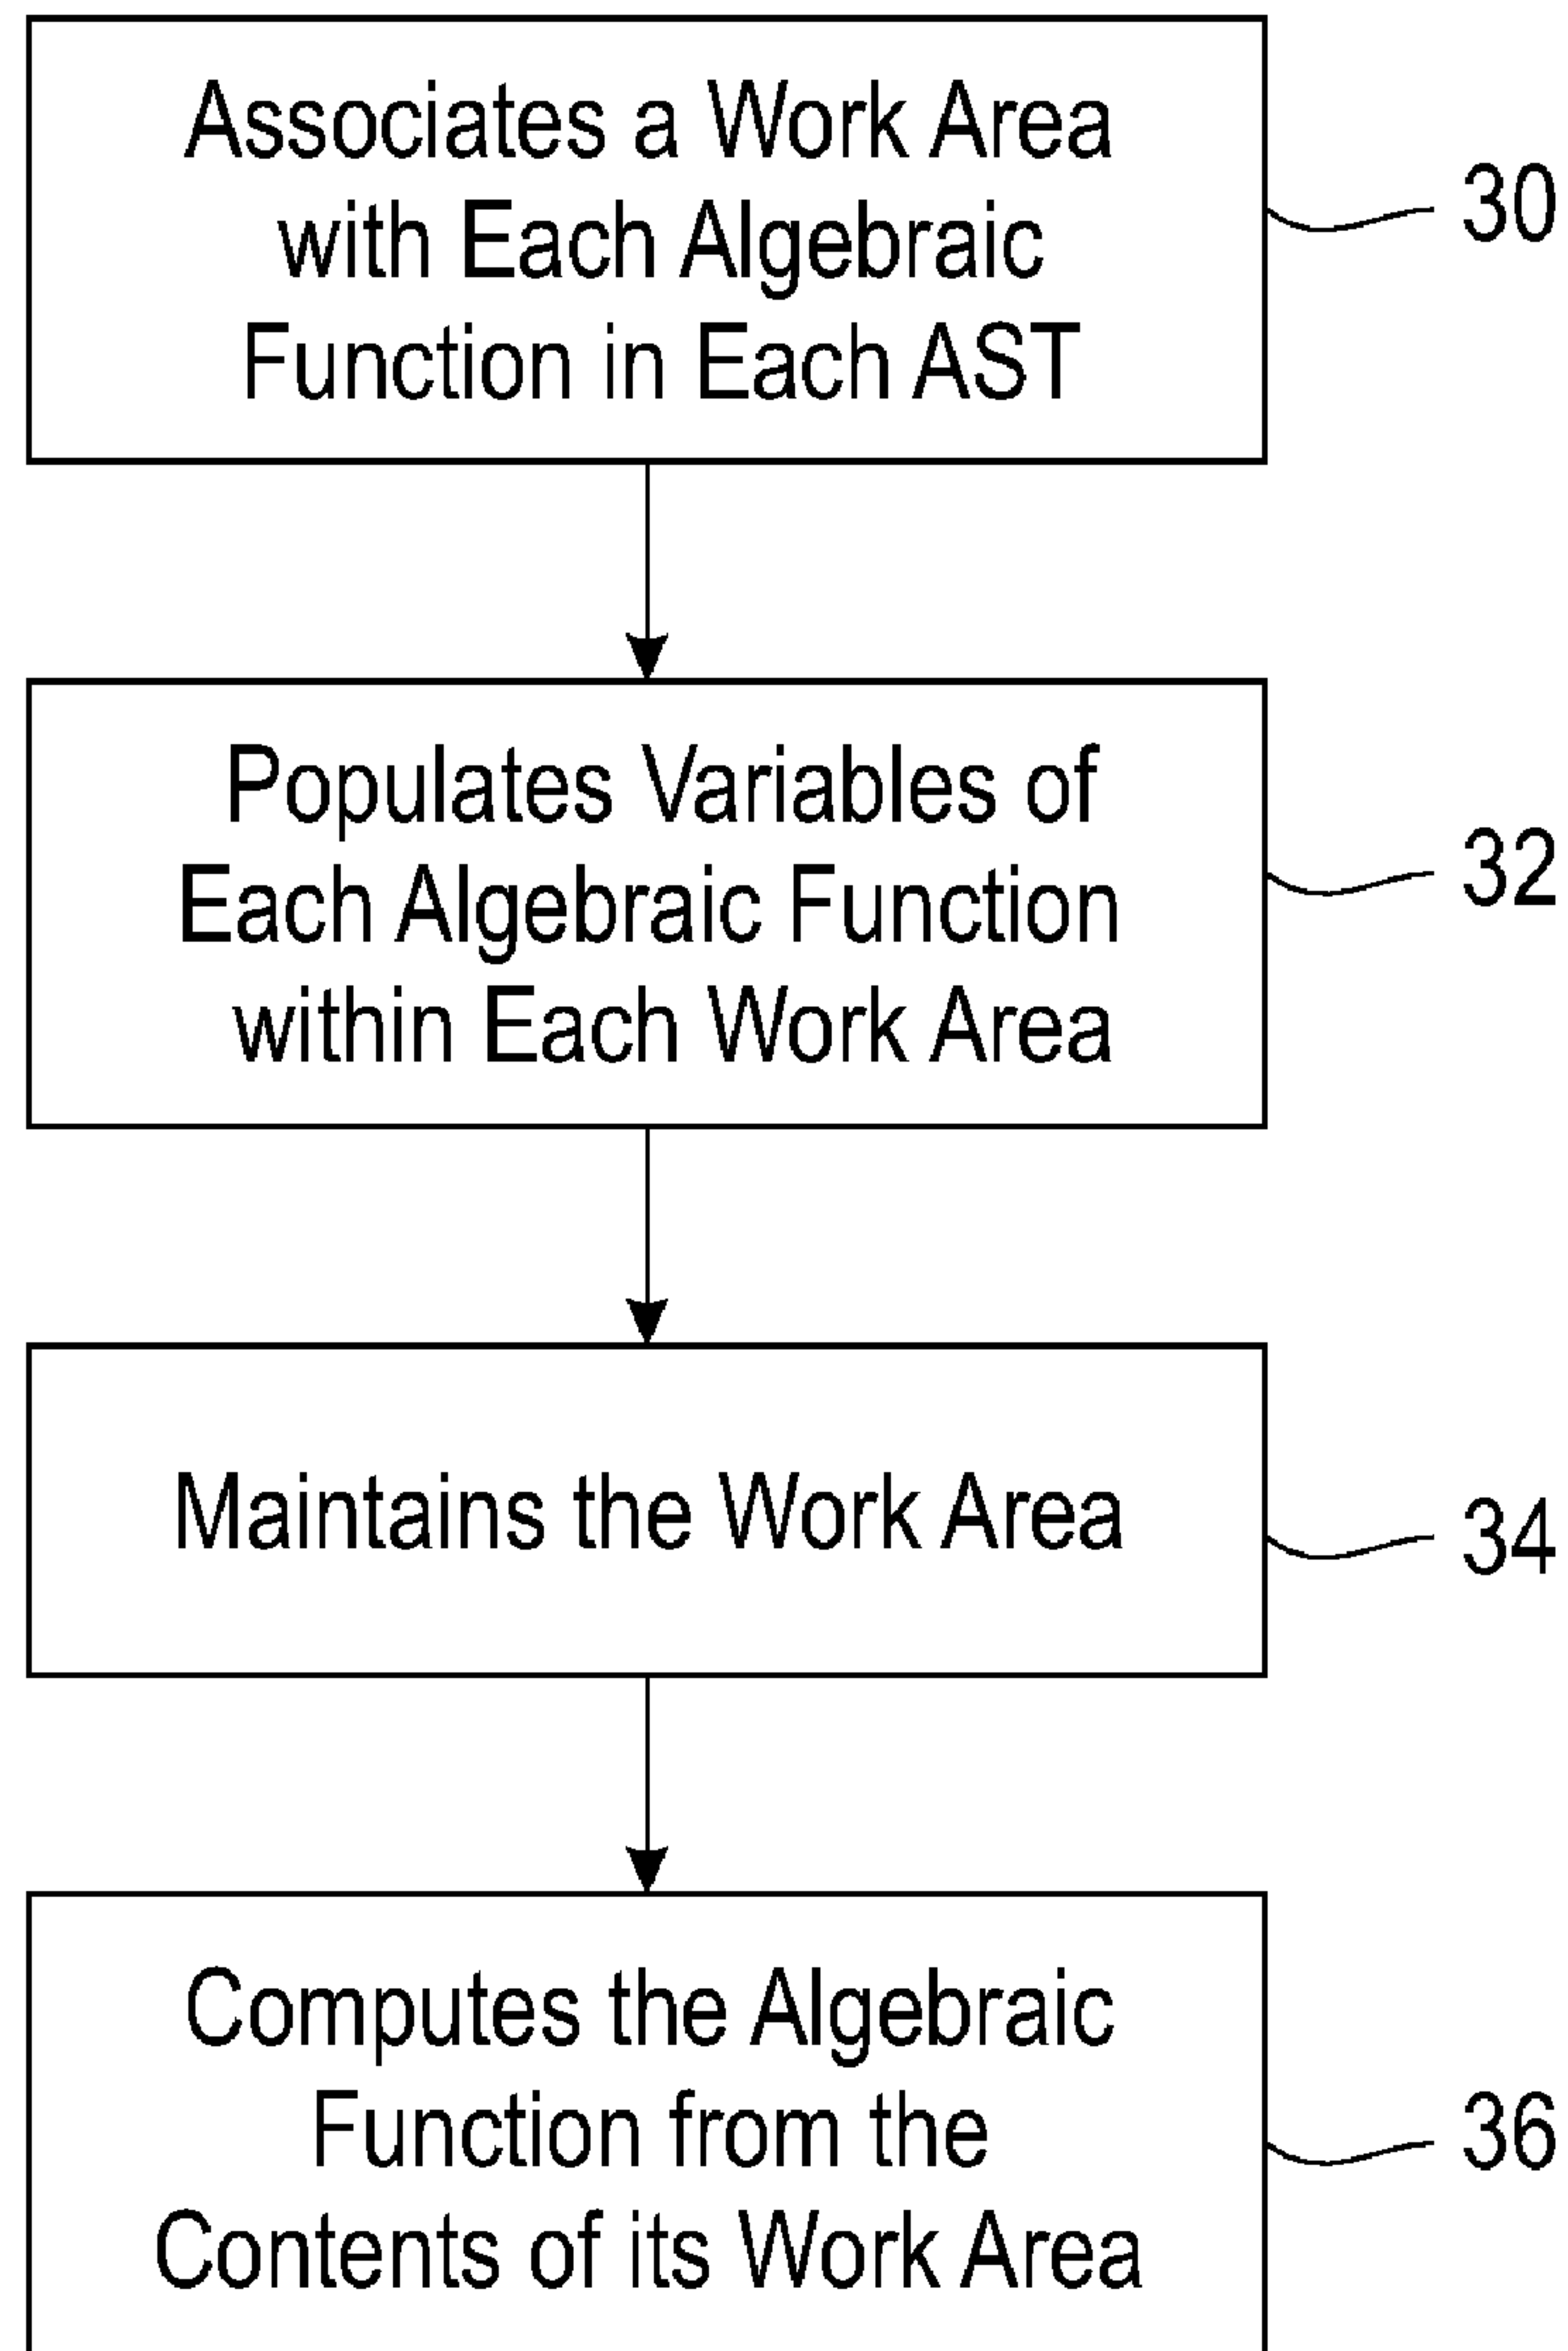 Associates a Work Area
with Each Algebraic
Function in Each AST
30
Populates Variables of
Each Algebraic Function
within Each Work Area
32
Maintains the Work Area
34
Computes the Algebraic
Function from the
Contents of its Work Area
36